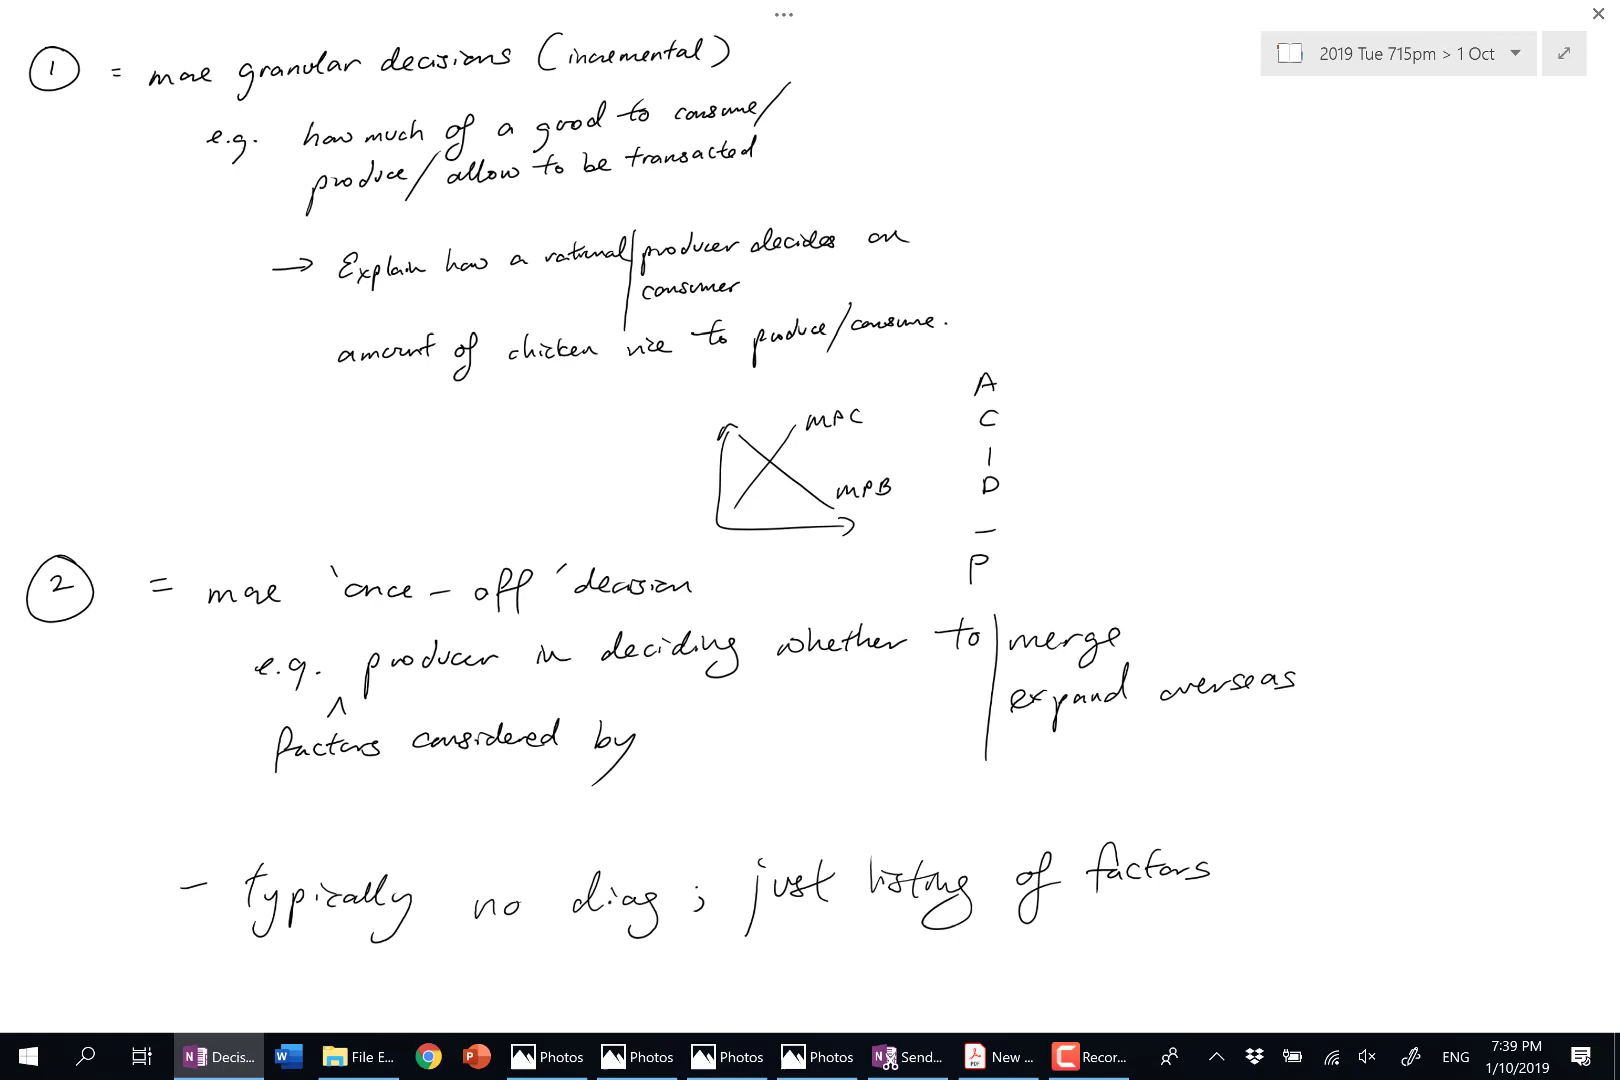 ...
2019 Tue 715pm > 1 Oct
1 = more granular decisions (incremental)
e.g. how much of a good to consume/
produce/ allow to be transacted
→ Explain how a rational producer decides on
consumer
amount of chicken rice to produce/consume.
A
C
I
D
–
P
MPC
MPB
2 = more 'once-off' decision
e.g. producer in deciding whether to merge
expand overseas
^
factors considered by
- typically no diag ; just listing of factors
Decis...
File E...
Photos
Photos
Photos
Photos
Send...
New ...
Recor...
ENG
7:39 PM
1/10/2019